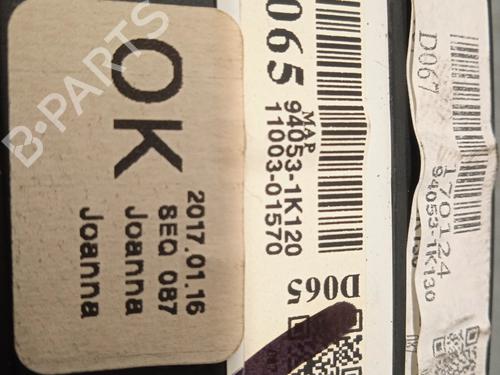 OK
2017.01.16
SEQ 087
Joanna
Joanna
065
MAP
94053-1K120
11003-01570
D065
D067
170124
94053-1K130
B-PARTS